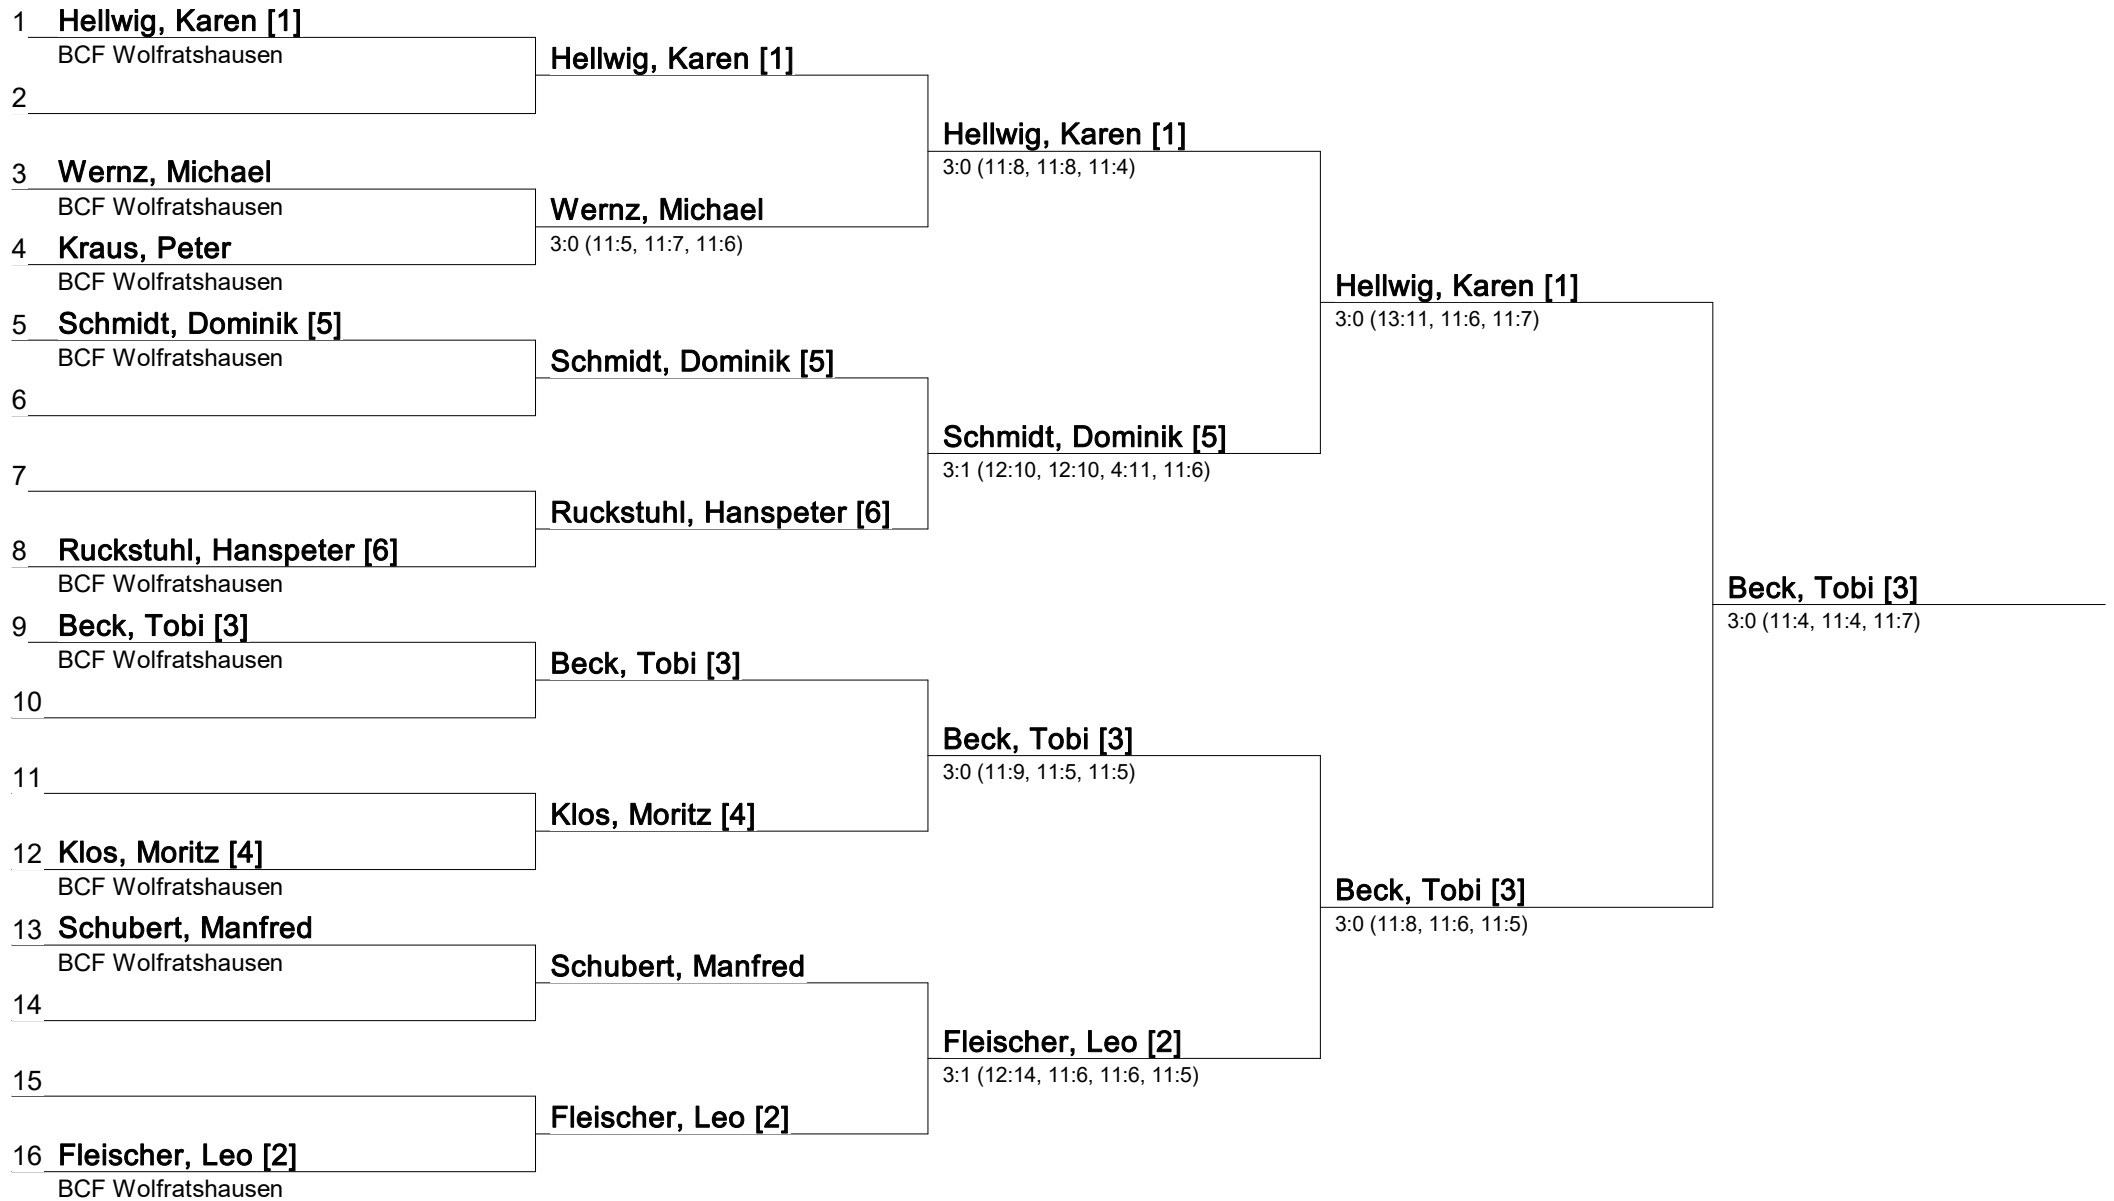 1 Hellwig, Karen [1]
BCF Wolfratshausen
2
3 Wernz, Michael
BCF Wolfratshausen
4 Kraus, Peter
BCF Wolfratshausen
5 Schmidt, Dominik [5]
BCF Wolfratshausen
6
7
8 Ruckstuhl, Hanspeter [6]
BCF Wolfratshausen
9 Beck, Tobi [3]
BCF Wolfratshausen
10
11
12 Klos, Moritz [4]
BCF Wolfratshausen
13 Schubert, Manfred
BCF Wolfratshausen
14
15
16 Fleischer, Leo [2]
BCF Wolfratshausen
Hellwig, Karen [1]
Wernz, Michael
3:0 (11:5, 11:7, 11:6)
Schmidt, Dominik [5]
Ruckstuhl, Hanspeter [6]
Beck, Tobi [3]
Klos, Moritz [4]
Schubert, Manfred
Fleischer, Leo [2]
Hellwig, Karen [1]
3:0 (11:8, 11:8, 11:4)
Schmidt, Dominik [5]
3:1 (12:10, 12:10, 4:11, 11:6)
Beck, Tobi [3]
3:0 (11:9, 11:5, 11:5)
Fleischer, Leo [2]
3:1 (12:14, 11:6, 11:6, 11:5)
Hellwig, Karen [1]
3:0 (13:11, 11:6, 11:7)
Beck, Tobi [3]
3:0 (11:8, 11:6, 11:5)
Beck, Tobi [3]
3:0 (11:4, 11:4, 11:7)